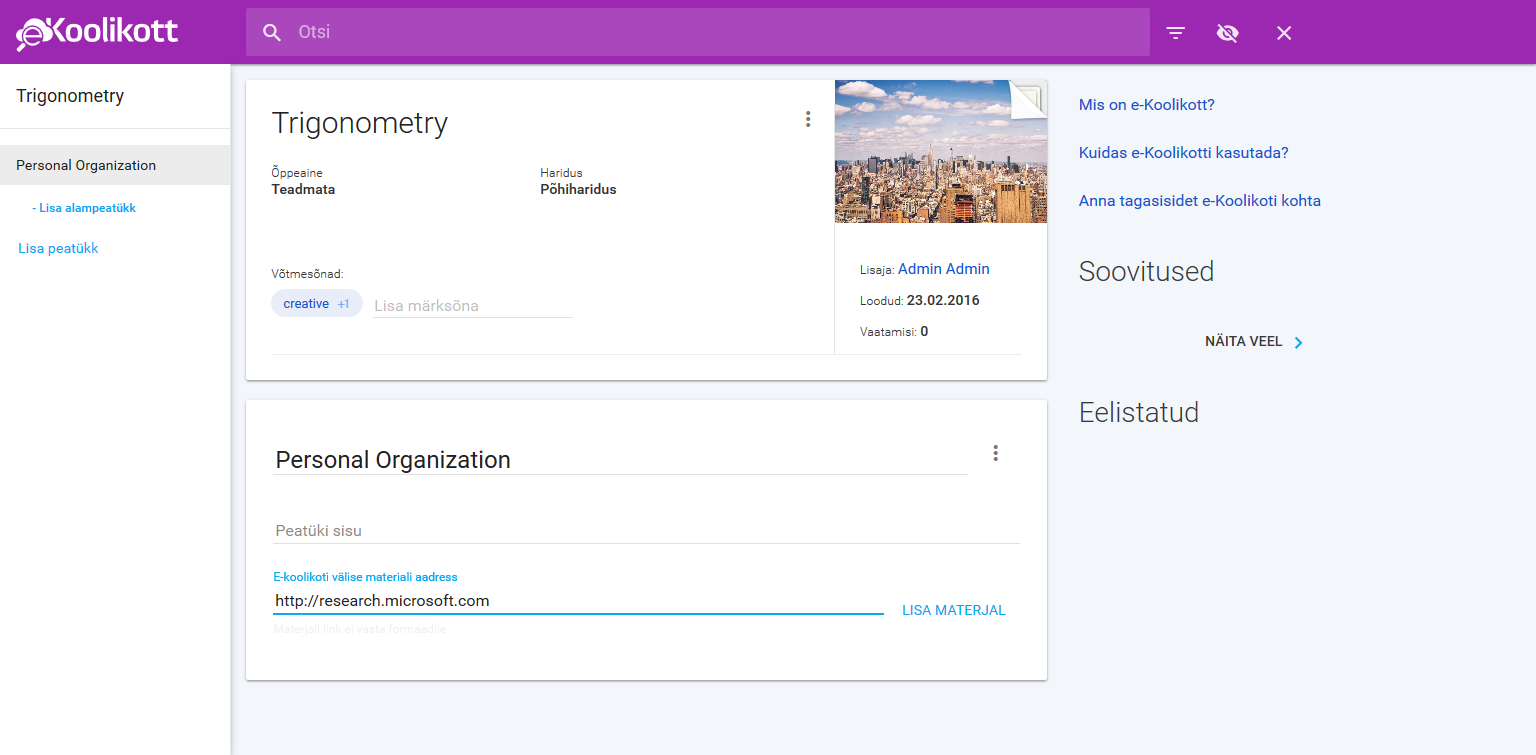 eKoolikott
Otsi
Trigonometry
Personal Organization
- Lisa alampeatükk
Lisa peatükk
Trigonometry
Õppeaine
Teadmata
Haridus
Põhiharidus
Võtmesõnad:
creative +1
Lisa märksõna
Lisaja: Admin Admin
Loodud: 23.02.2016
Vaatamisi: 0
Personal Organization
Peatüki sisu
E-koolikoti välise materiali aadress
http://research.microsoft.com
LISA MATERJAL
Materjali link ei vasta formaadile
Mis on e-Koolikott?
Kuidas e-Koolikotti kasutada?
Anna tagasisidet e-Koolikoti kohta
Soovitused
NÄITA VEEL
Eelistatud